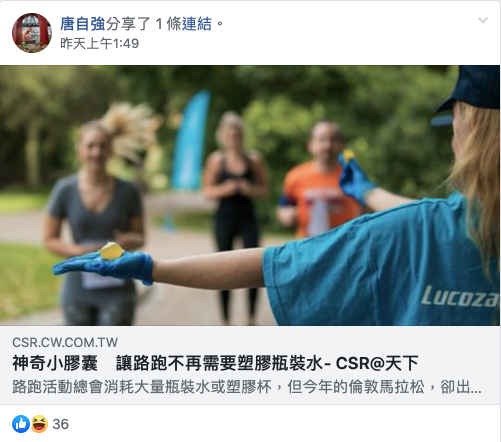 唐自強分享了 1 條連結。
昨天上午1:49
LUCOZADE
Lucoza
CSR.CW.COM.TW
神奇小膠囊 讓路跑不再需要塑膠瓶裝水- CSR@天下
路跑活動總會消耗大量瓶裝水或塑膠杯，但今年的倫敦馬拉松，卻出...
36